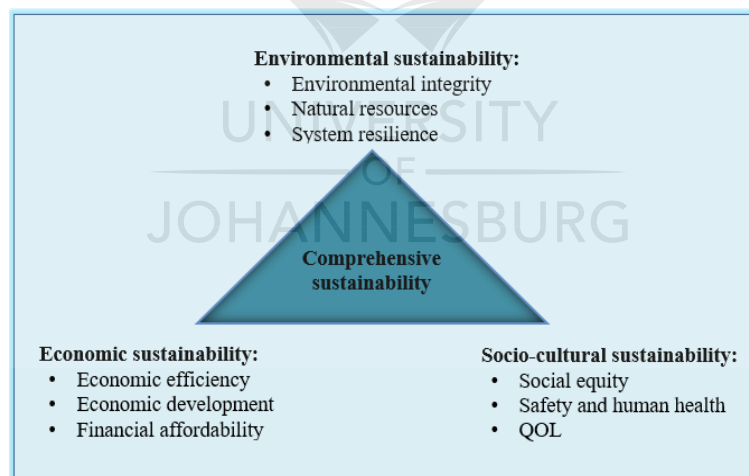 Environmental sustainability:
• Environmental integrity
• Natural resources
• System resilience
UNIVERSITY
OF
JOHANNESBURG
Comprehensive
sustainability
Economic sustainability:
• Economic efficiency
• Economic development
• Financial affordability
Socio-cultural sustainability:
• Social equity
• Safety and human health
• QOL